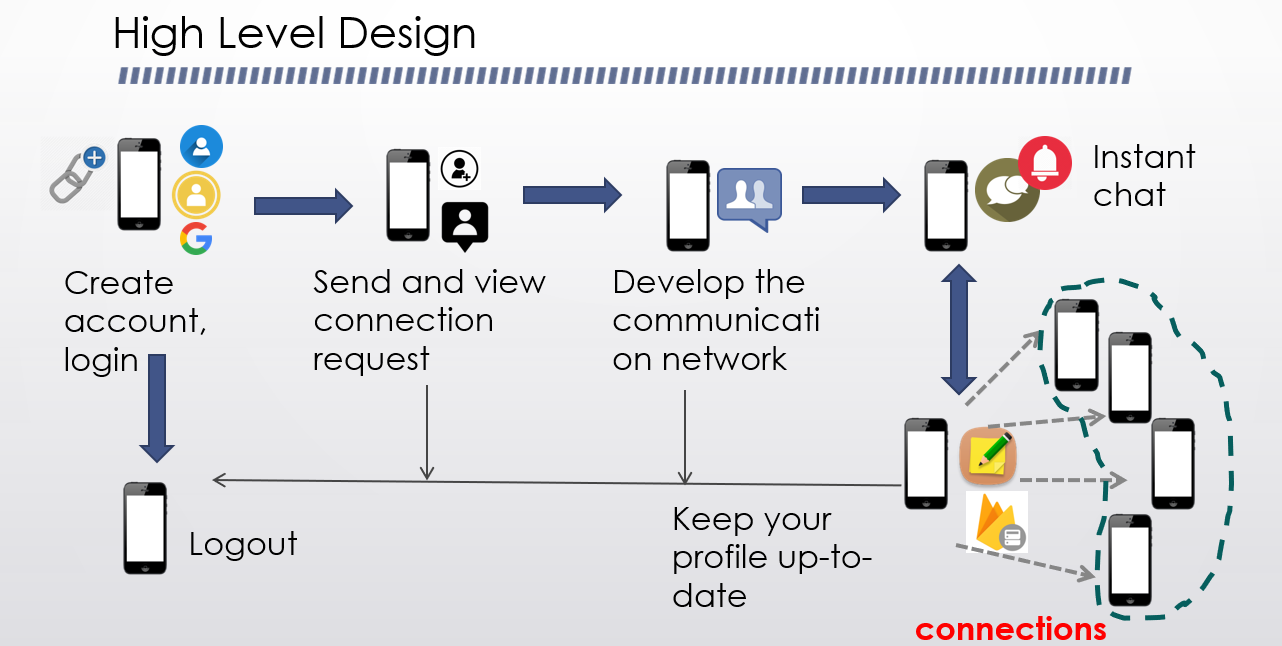 High Level Design
Instant
chat
Create
account,
login
Send and view
connection
request
Develop the
communicati
on network
Logout
Keep your
profile up-to-
date
connections